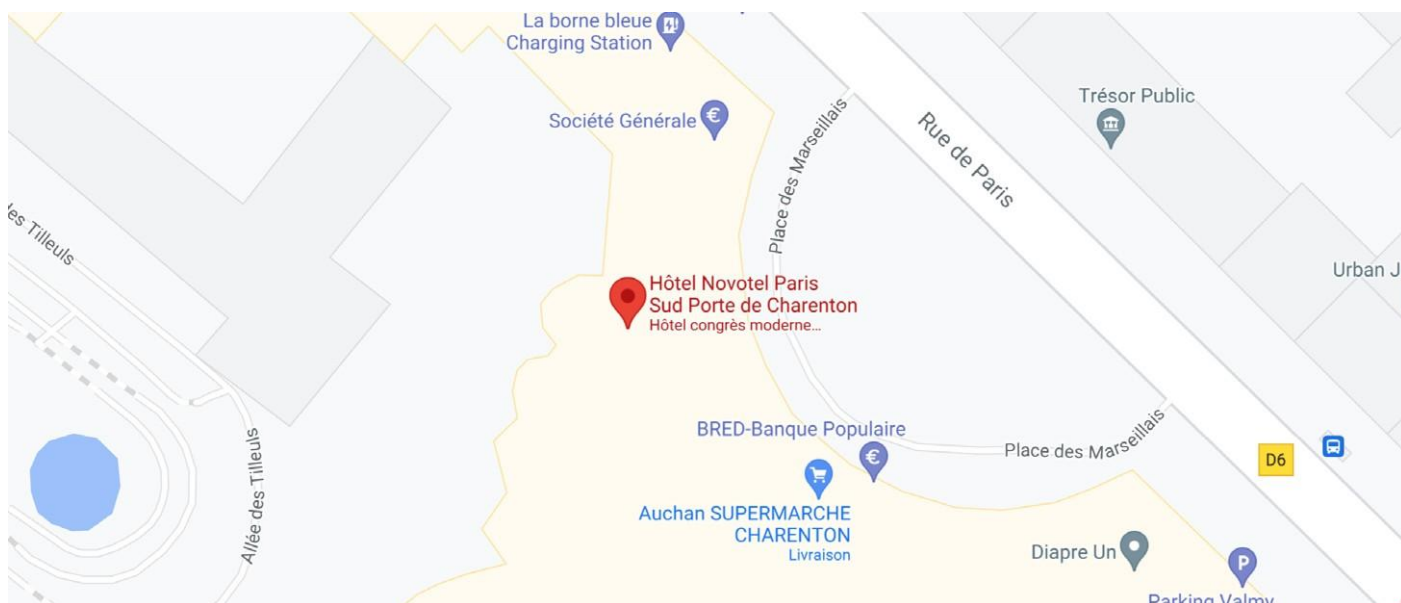 La borne bleue
Charging Station
Société Générale
Place des Marseillais
Rue de Paris
Trésor Public
es Tilleuls
Urban J
Hôtel Novotel Paris
Sud Porte de Charenton
Hôtel congrès moderne...
BRED-Banque Populaire
Place des Marseillais
D6
Allée des Tilleuls
Auchan SUPERMARCHE
CHARENTON
Livraison
Diapre Un
P
Parking Valmy